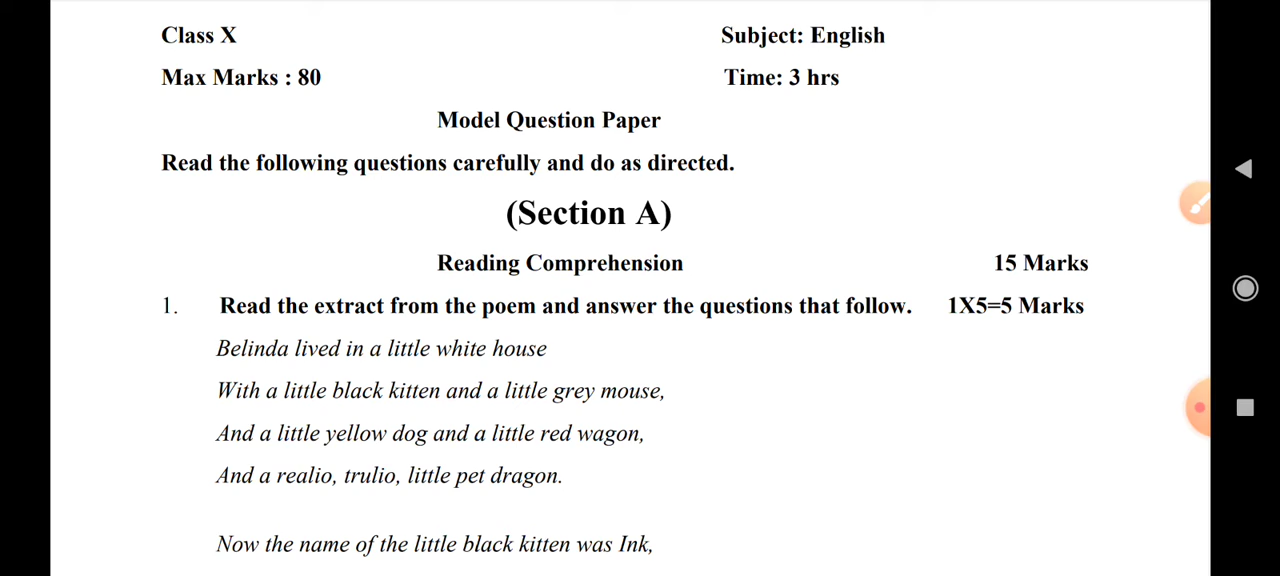 Class X Subject: English
Max Marks : 80 Time: 3 hrs
Model Question Paper
Read the following questions carefully and do as directed.
(Section A)
Reading Comprehension 15 Marks
1. Read the extract from the poem and answer the questions that follow. 1X5=5 Marks
Belinda lived in a little white house
With a little black kitten and a little grey mouse,
And a little yellow dog and a little red wagon,
And a realio, trulio, little pet dragon.
Now the name of the little black kitten was Ink,